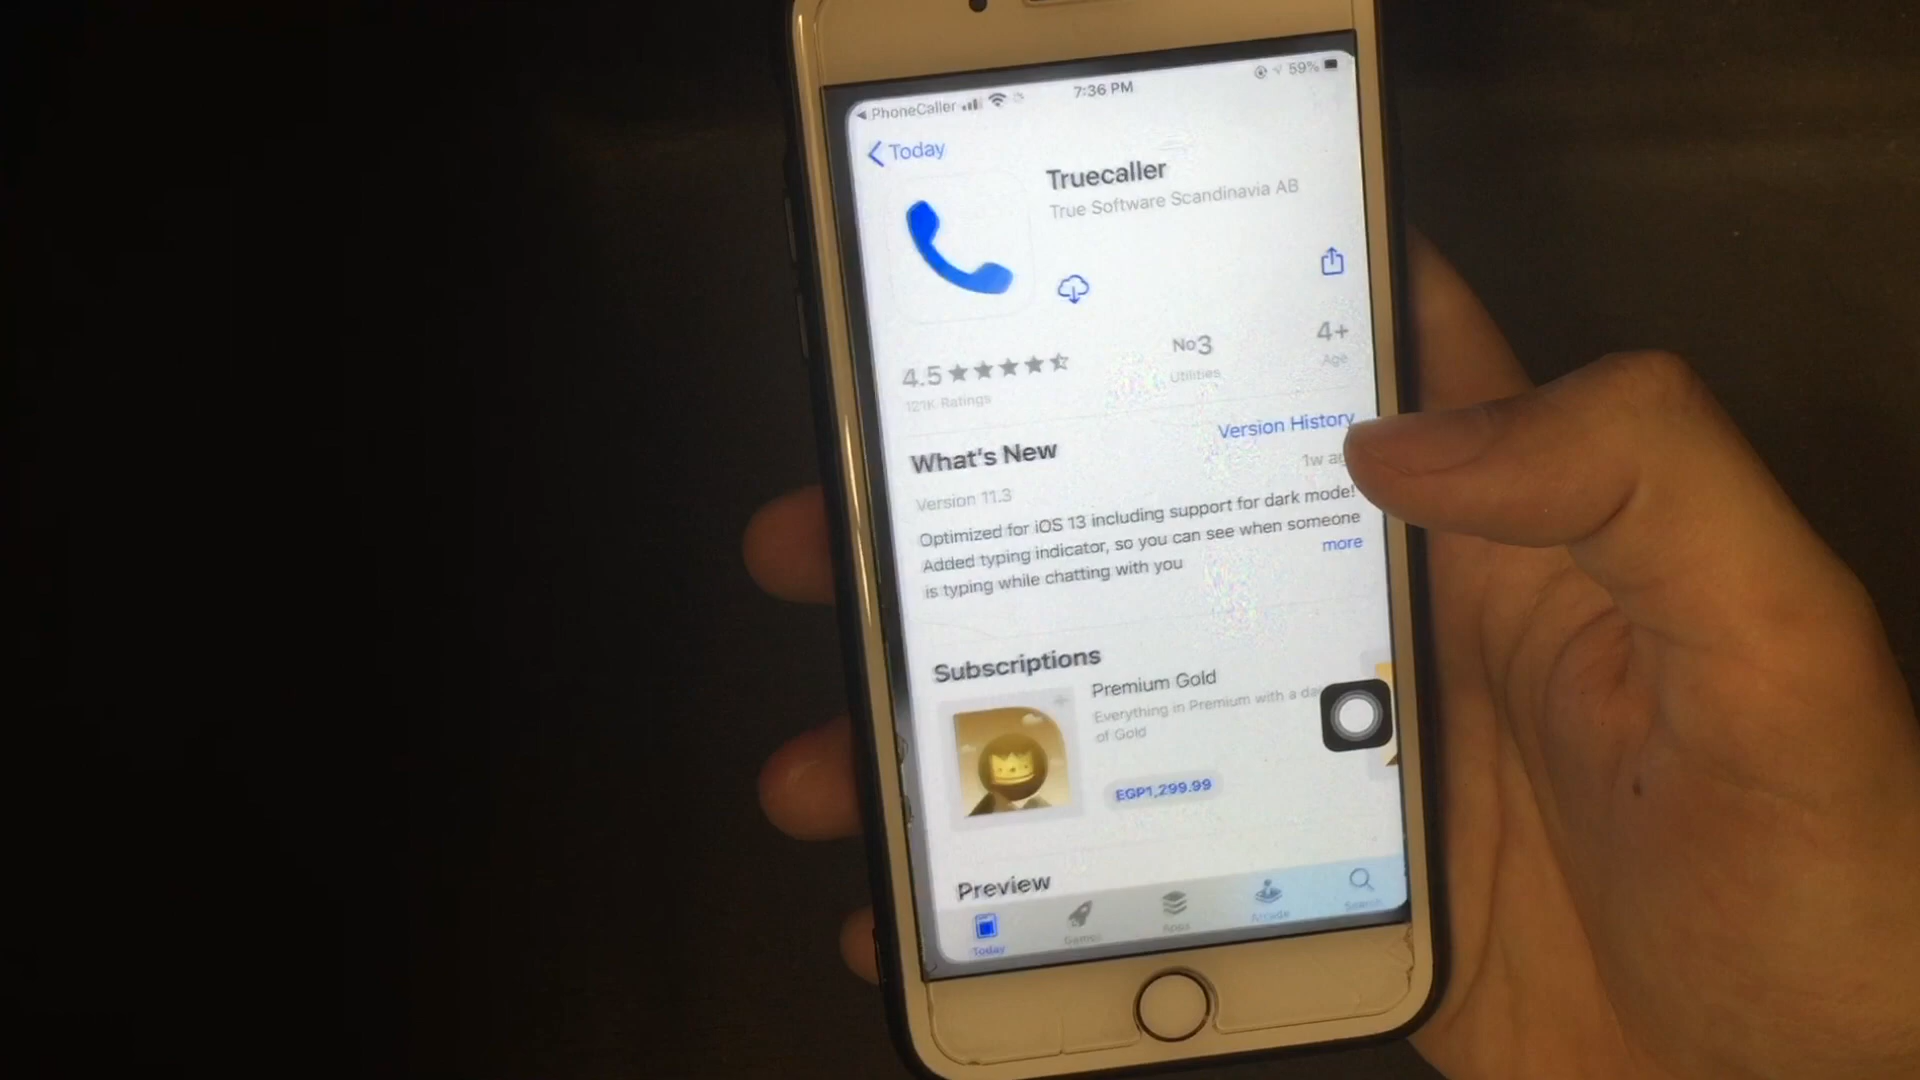 PhoneCaller
7:36 PM
59%
Today
Truecaller
True Software Scandinavia AB
4.5
No3
4+
121K Ratings
Utilities
Age
What's New
Version History
Version 11.3
1w
Optimized for iOS 13 including support for dark mode!
Added typing indicator, so you can see when someone
is typing while chatting with you
more
Subscriptions
Premium Gold
Everything in Premium with a
of Gold
EGP1,299.99
Preview
Today
Games
Apps
Arcade
Search